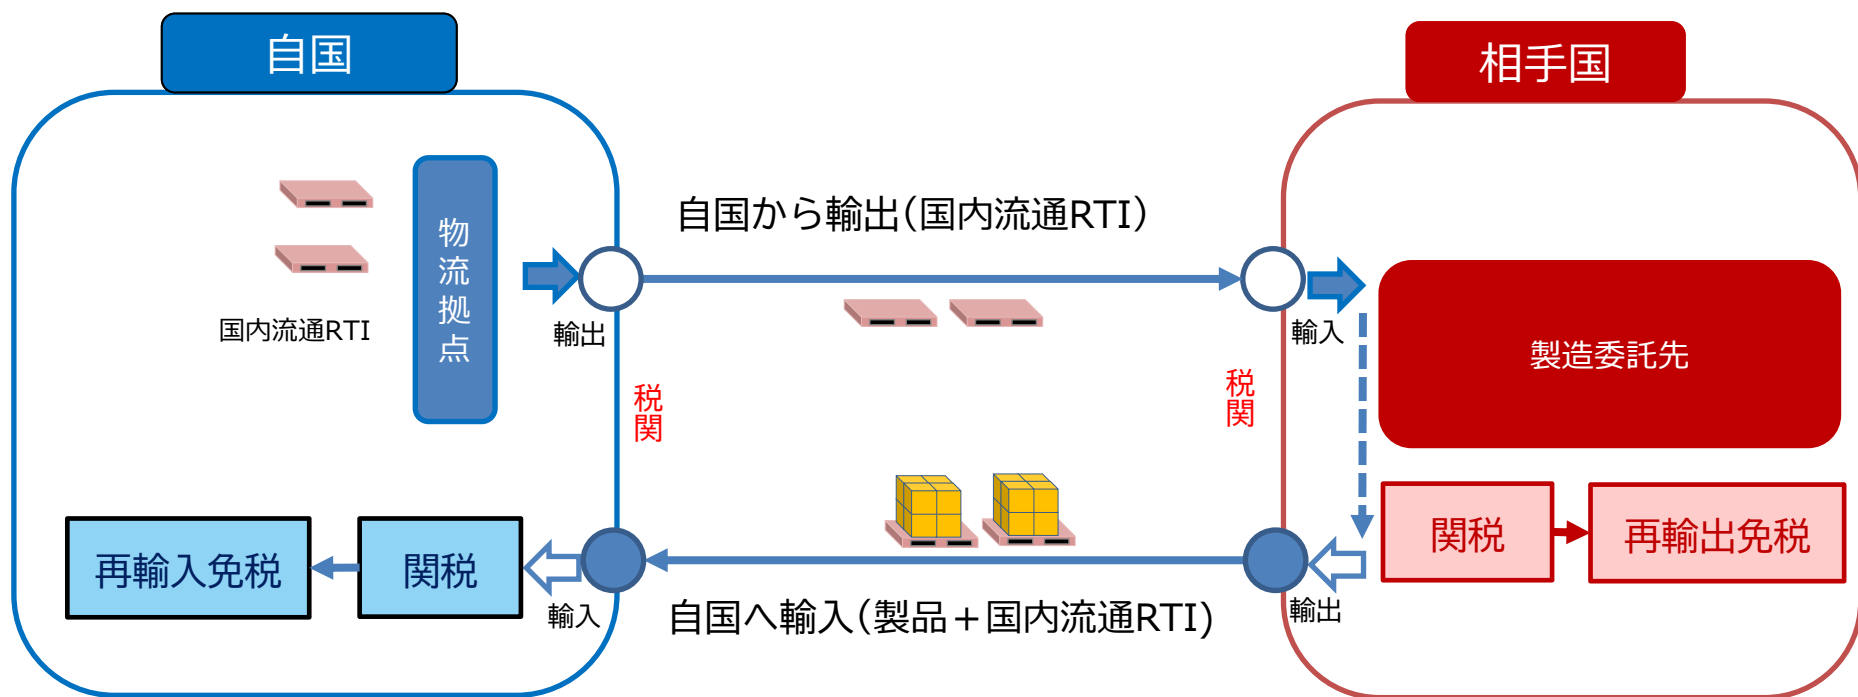 自国
相手国
物流拠点
国内流通RTI
輸出
自国から輸出(国内流通RTI)
輸入
製造委託先
税関
税関
再輸入免税
関税
輸入
自国へ輸入(製品+国内流通RTI)
輸出
関税
再輸出免税